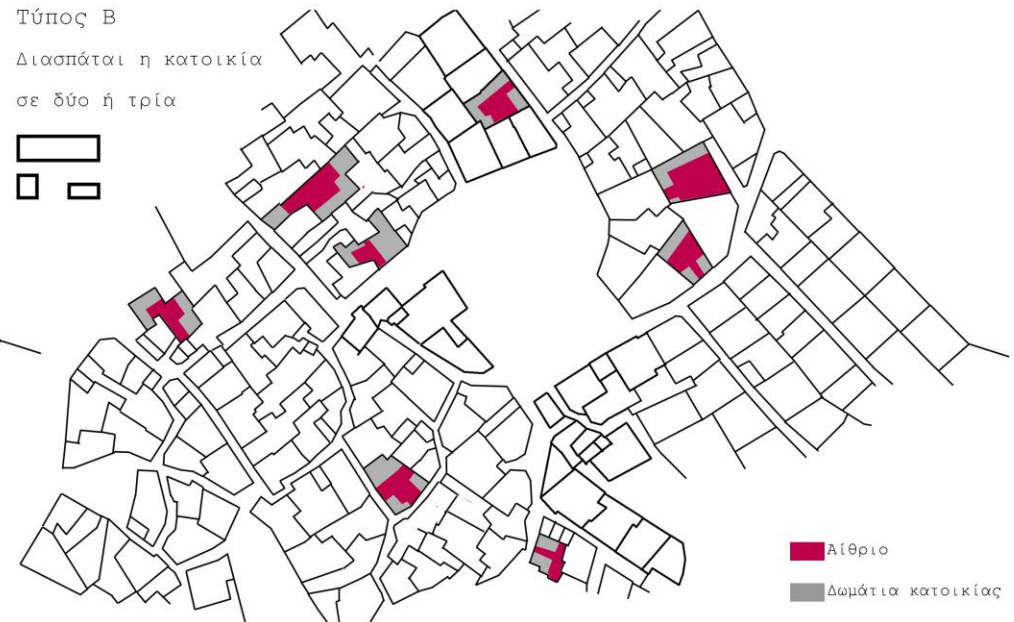 Τύπος Β
Διασπάται η κατοικία
σε δύο ή τρία
Αίθριο
Δωμάτια κατοικίας